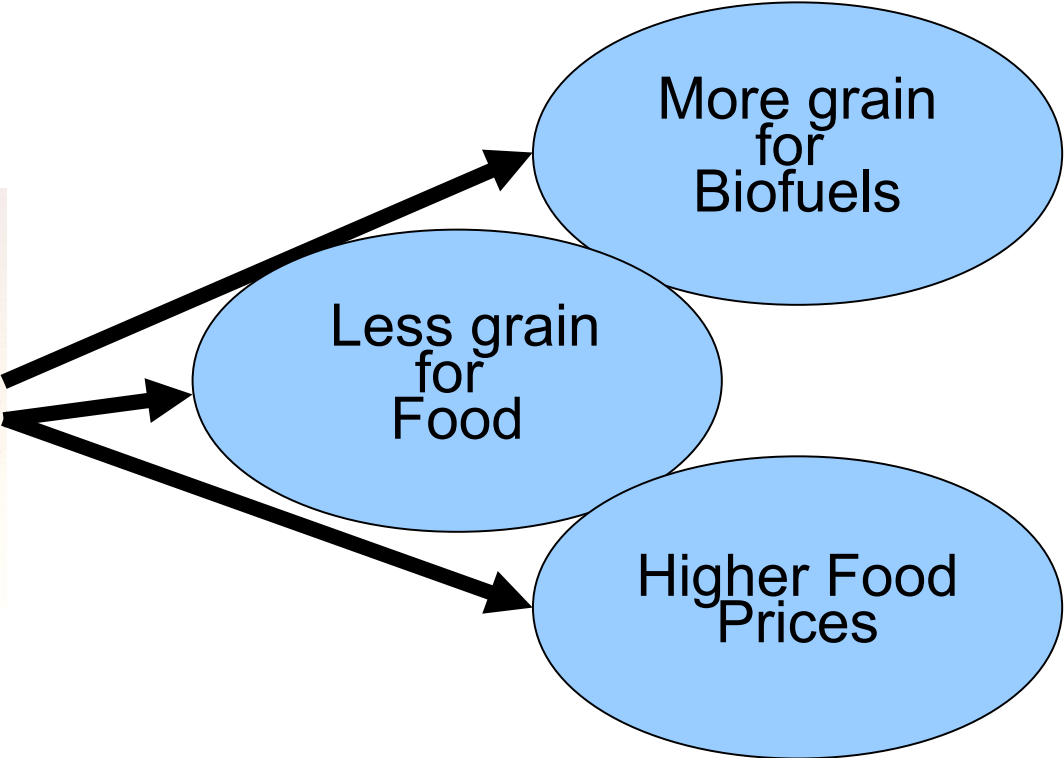 More grain
for
Biofuels
Less grain
for
Food
Higher Food
Prices